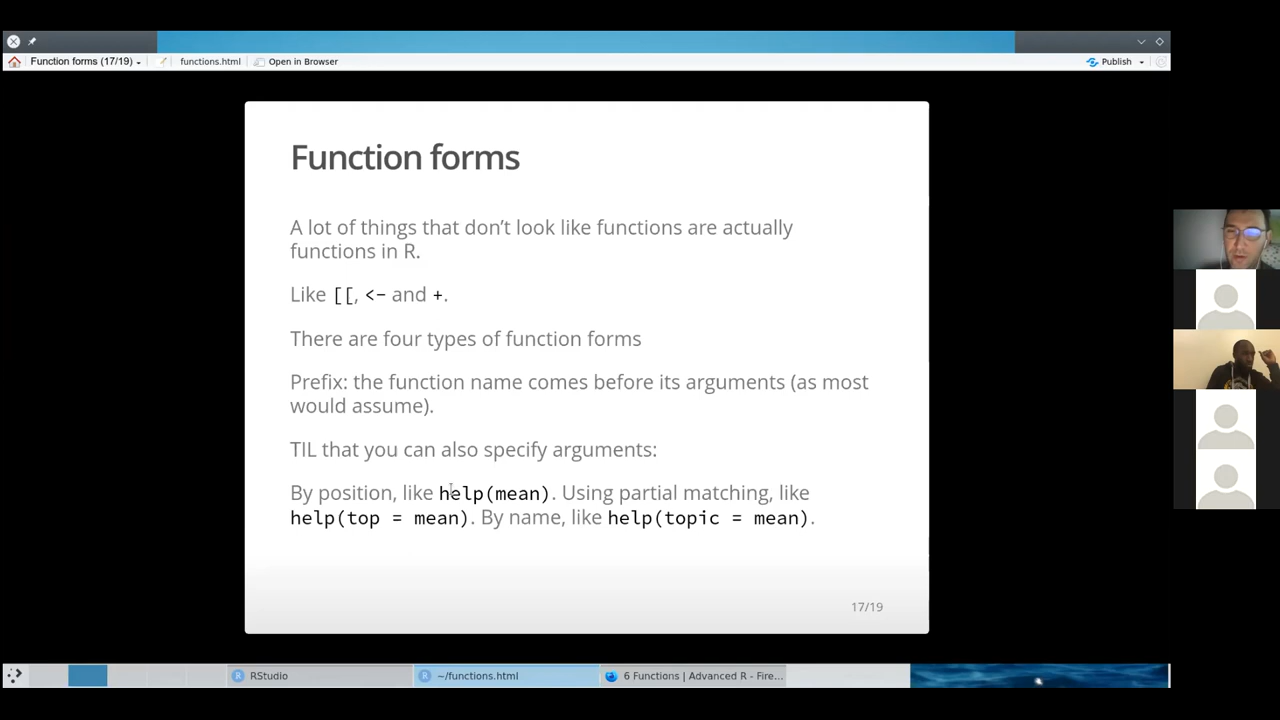 Function forms (17/19)
functions.html
Open in Browser
Publish
Function forms
A lot of things that don’t look like functions are actually
functions in R.
Like [[, <- and +.
There are four types of function forms
Prefix: the function name comes before its arguments (as most
would assume).
TIL that you can also specify arguments:
By position, like help(mean). Using partial matching, like
help(top = mean). By name, like help(topic = mean).
17/19
RStudio
~/functions.html
6 Functions | Advanced R - Fire...